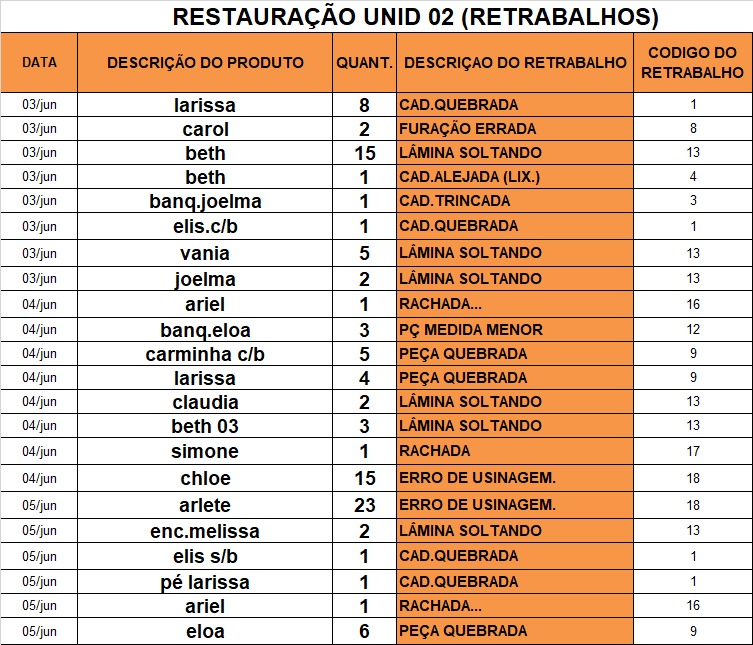 RESTAURAÇÃO UNID 02 (RETRABALHOS)
DATA DESCRIÇÃO DO PRODUTO QUANT. DESCRIÇAO DO RETRABALHO CODIGO DO RETRABALHO
03/jun larissa 8 CAD.QUEBRADA 1
03/jun carol 2 FURAÇÃO ERRADA 8
03/jun beth 15 LÂMINA SOLTANDO 13
03/jun beth 1 CAD.ALEJADA (LIX.) 4
03/jun banq.joelma 1 CAD.TRINCADA 3
03/jun elis.c/b 1 CAD.QUEBRADA 1
03/jun vania 5 LÂMINA SOLTANDO 13
03/jun joelma 2 LÂMINA SOLTANDO 13
04/jun ariel 1 RACHADA... 16
04/jun banq.eloa 3 PÇ MEDIDA MENOR 12
04/jun carminha c/b 5 PEÇA QUEBRADA 9
04/jun larissa 4 PEÇA QUEBRADA 9
04/jun claudia 2 LÂMINA SOLTANDO 13
04/jun beth 03 3 LÂMINA SOLTANDO 13
04/jun simone 1 RACHADA 17
04/jun chloe 15 ERRO DE USINAGEM. 18
05/jun arlete 23 ERRO DE USINAGEM. 18
05/jun enc.melissa 2 LÂMINA SOLTANDO 13
05/jun elis s/b 1 CAD.QUEBRADA 1
05/jun pé larissa 1 CAD.QUEBRADA 1
05/jun ariel 1 RACHADA... 16
05/jun eloa 6 PEÇA QUEBRADA 9